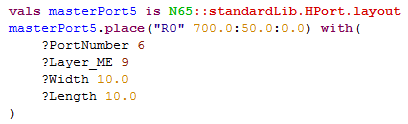 vals masterPort5 is N65::standardLib.HPort.layout
masterPort5.place("R0" 700.0:50.0:0.0) with(
    ?PortNumber 6
    ?Layer_ME 9
    ?Width 10.0
    ?Length 10.0
)